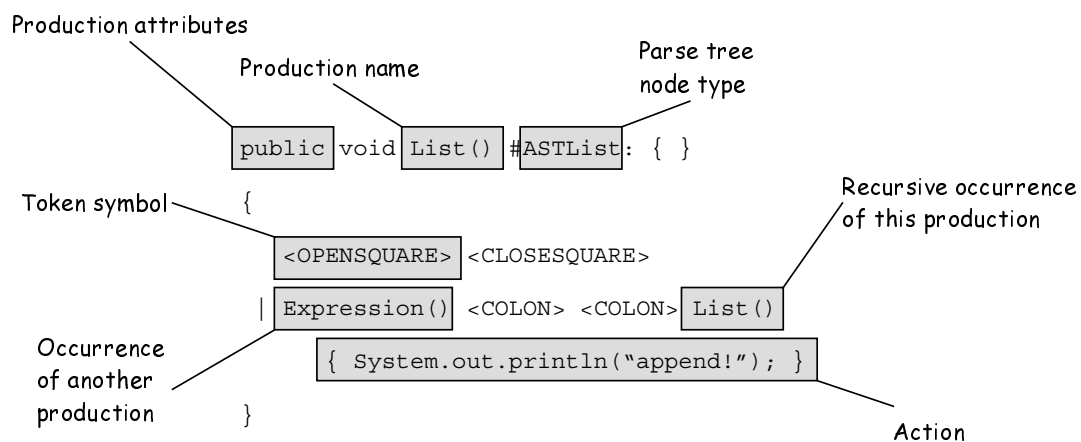 Production attributes
Production name
Parse tree
node type
public void List() #ASTList: { }
Token symbol
{
Recursive occurrence
of this production
<OPENSQUARE> <CLOSESQUARE>
| Expression() <COLON> <COLON> List()
Occurrence
of another
production
{ System.out.println(“append!”); }
}
Action